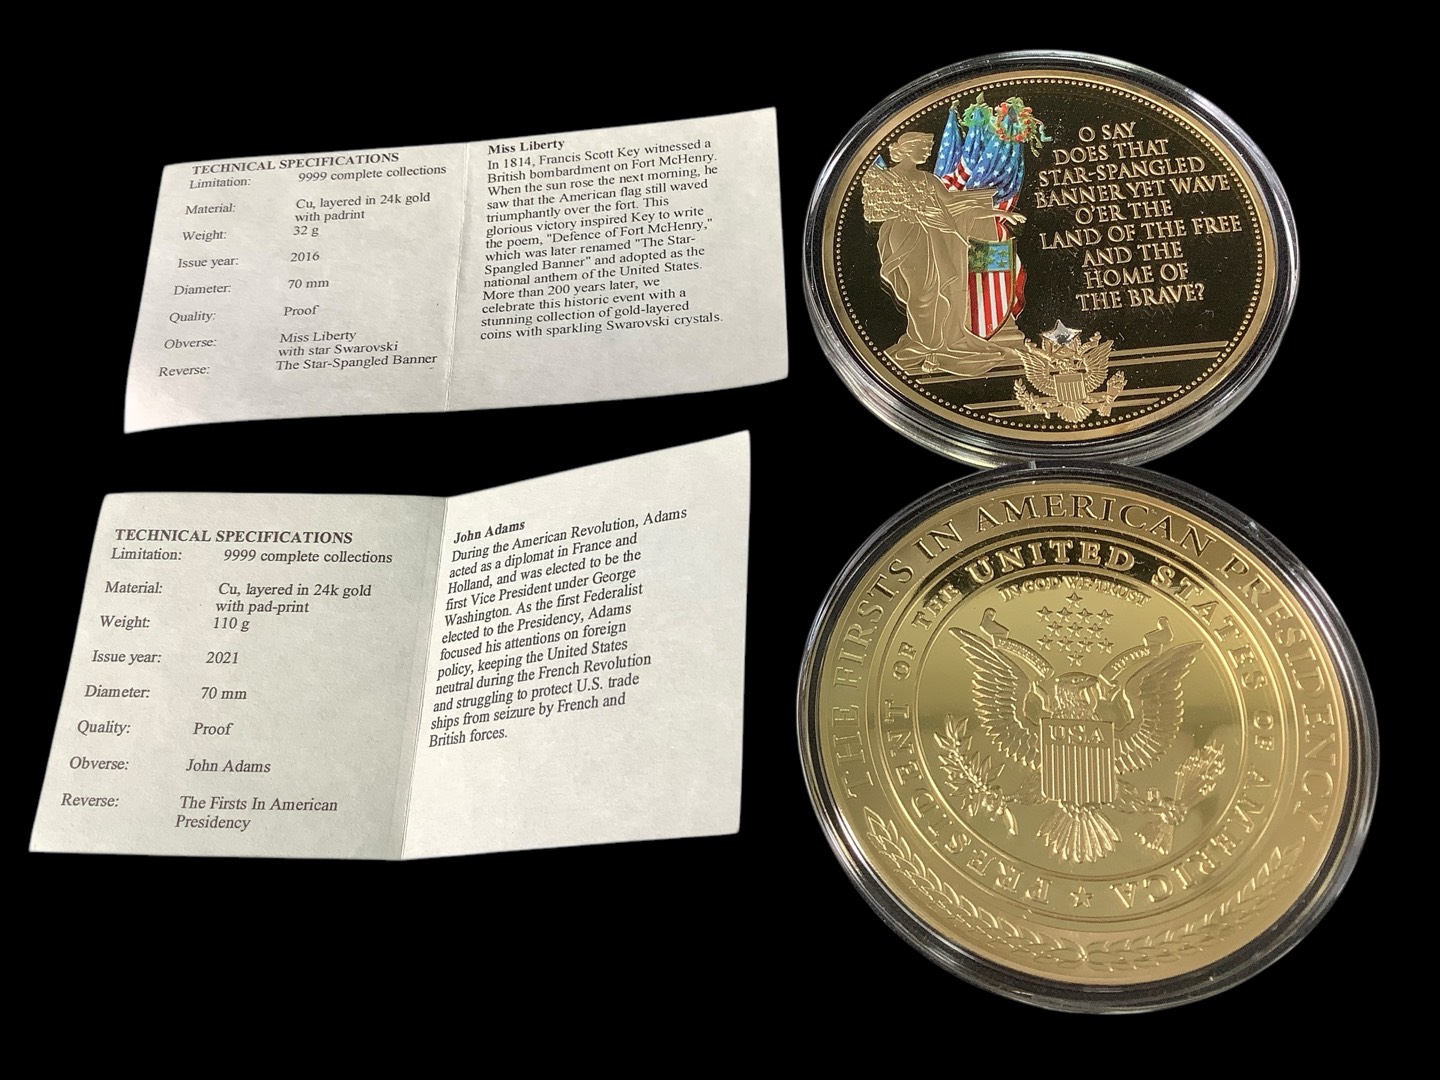 TECHNICAL SPECIFICATIONS
Limitation: 9999 complete collections
Material: Cu, layered in 24k gold
with padrint
Weight: 32 g
Issue year: 2016
Diameter: 70 mm
Quality: Proof
Obverse: Miss Liberty
with star Swarovski
Reverse: The Star-Spangled Banner
Miss Liberty
In 1814, Francis Scott Key witnessed a
British bombardment on Fort McHenry.
When the sun rose the next morning, he
saw that the American flag still waved
triumphantly over the fort. This
glorious victory inspired Key to write
the poem, "Defence of Fort McHenry,"
which was later renamed "The Star-
Spangled Banner" and adopted as the
national anthem of the United States.
More than 200 years later, we
celebrate this historic event with a
stunning collection of gold-layered
coins with sparkling Swarovski crystals.
O SAY
DOES THAT
STAR-SPANGLED
BANNER YET WAVE
O'ER THE
LAND OF THE FREE
AND THE
HOME OF
THE BRAVE?
TECHNICAL SPECIFICATIONS
Limitation: 9999 complete collections
Material: Cu, layered in 24k gold
with pad-print
Weight: 110 g
Issue year: 2021
Diameter: 70 mm
Quality: Proof
Obverse: John Adams
Reverse: The Firsts In American
Presidency
John Adams
During the American Revolution, Adams
acted as a diplomat in France and
Holland, and was elected to be the
first Vice President under George
Washington. As the first Federalist
elected to the Presidency, Adams
focused his attentions on foreign
policy, keeping the United States
neutral during the French Revolution
and struggling to protect U.S. trade
ships from seizure by French and
British forces.
THE FIRSTS IN AMERICAN PRESIDENCY
PRESIDENT OF THE UNITED STATES OF AMERICA
IN GOD WE TRUST
USA